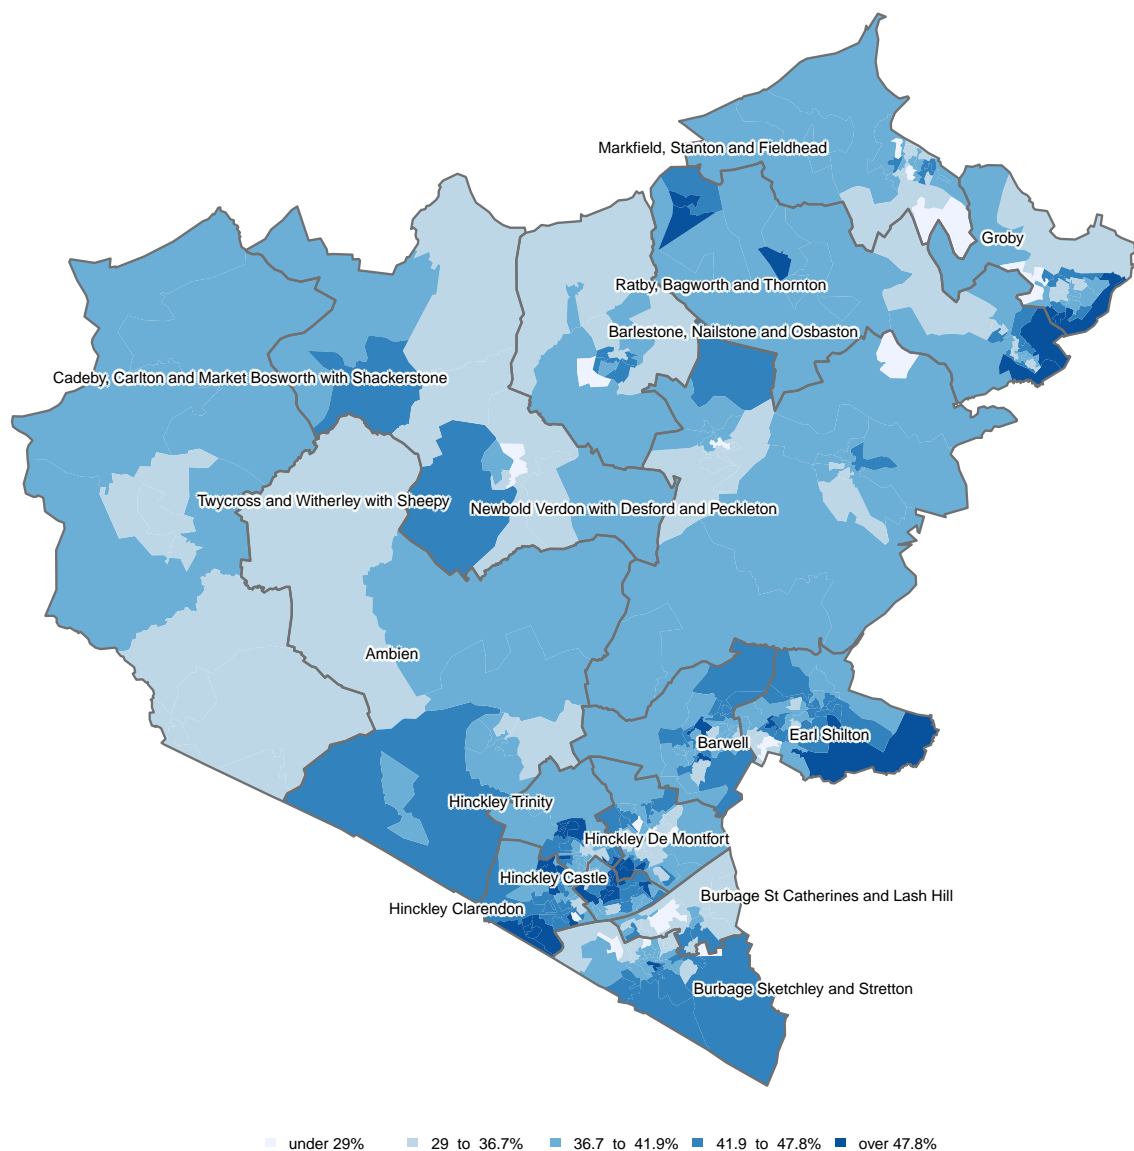 Markfield, Stanton and Fieldhead
Groby
Ratby, Bagworth and Thornton
Barlestone, Nailstone and Osbaston
Cadeby, Carlton and Market Bosworth with Shackerstone
Twycross and Witherley with Sheepy
Newbold Verdon with Desford and Peckleton
Ambien
Earl Shilton
Barwell
Hinckley Trinity
Hinckley De Montfort
Hinckley Castle
Burbage St Catherines and Lash Hill
Hinckley Clarendon
Burbage Sketchley and Stretton
under 29% 29 to 36.7% 36.7 to 41.9% 41.9 to 47.8% over 47.8%